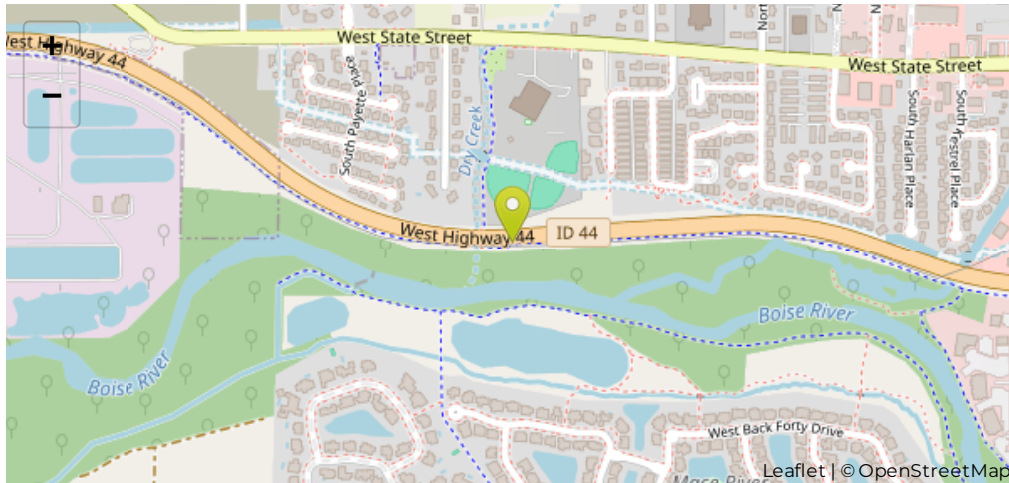 West State Street
West Highway 44
+
West State Street
−
South Payette Place
Dry Creek
South Harlan Place
South Kestrel Place
West Highway 44
ID 44
Boise River
Boise River
West Back Forty Drive
Leaflet | © OpenStreetMap